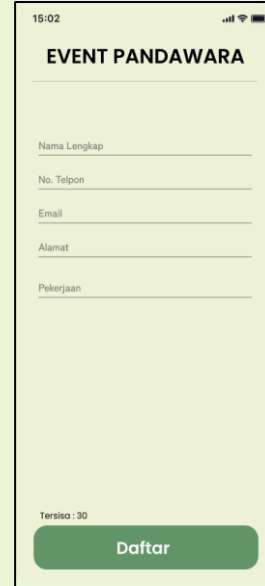 15:02
EVENT PANDAWARA
Nama Lengkap
No. Telpon
Email
Alamat
Pekerjaan
Tersisa : 30
Daftar